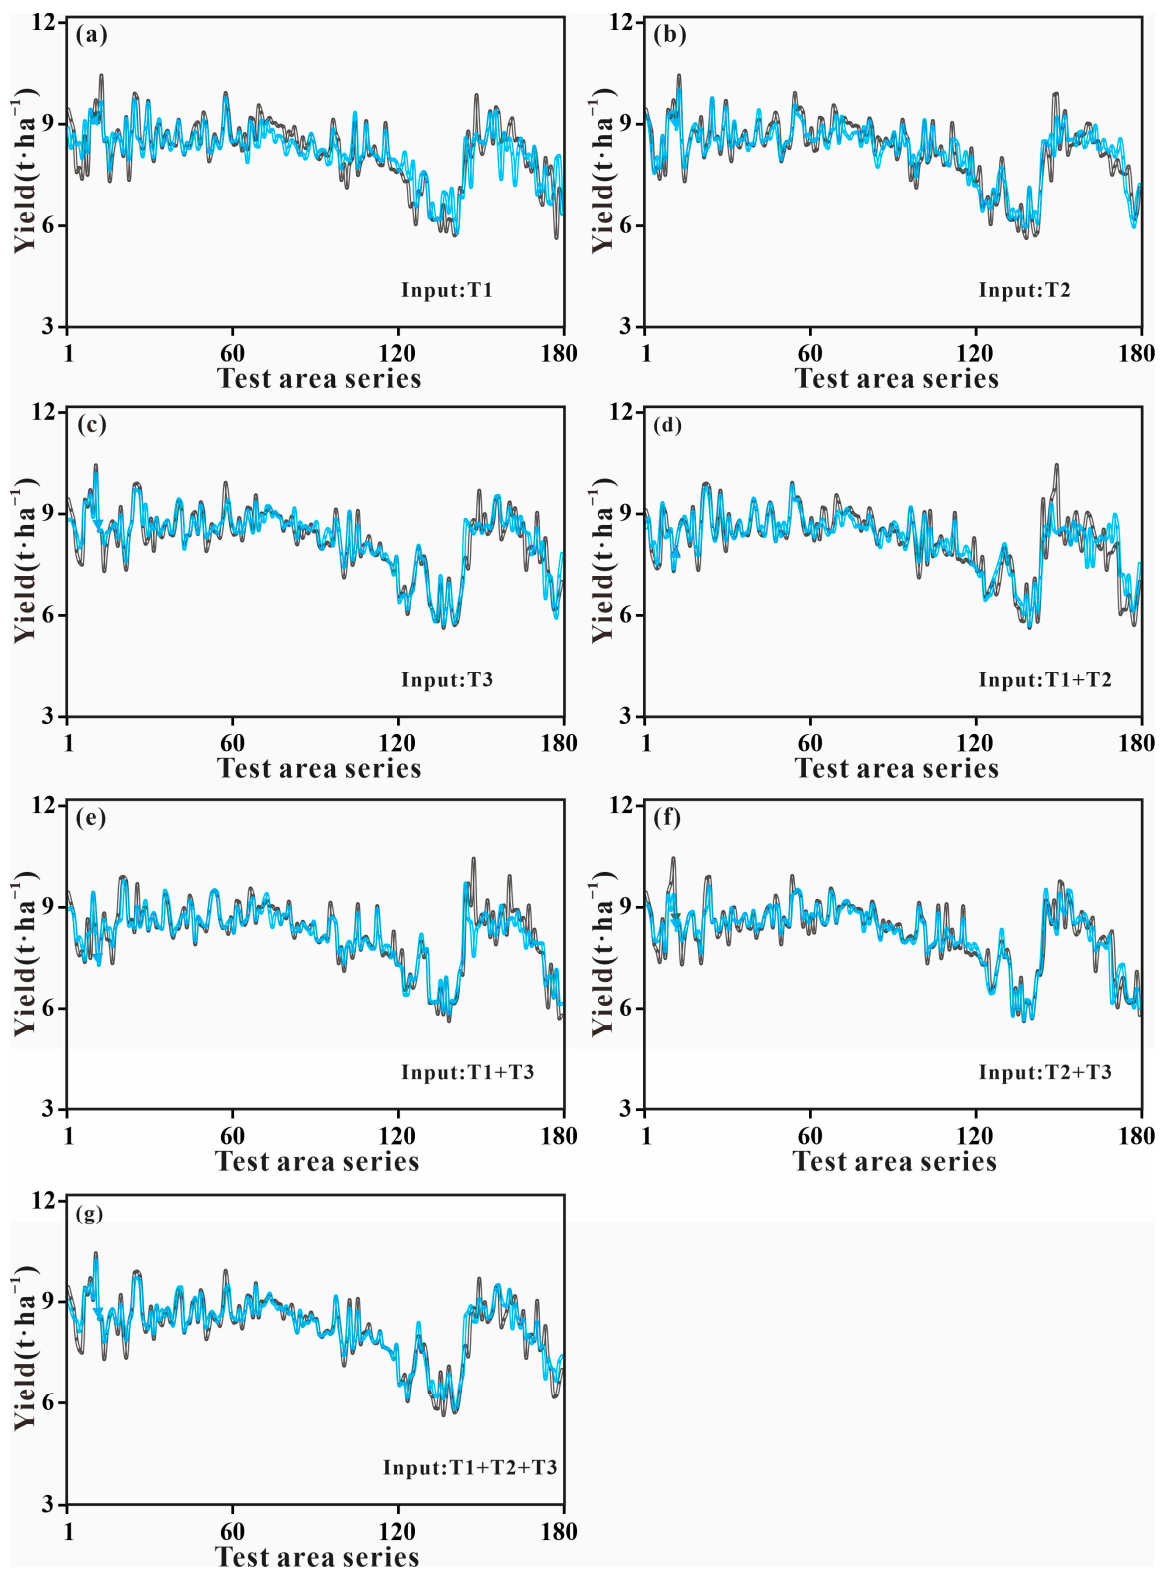 (a)
12
9
6
3
Yield(t·ha⁻¹)
Input:T1
1 60 120 180
Test area series
(b)
12
9
6
3
Yield(t·ha⁻¹)
Input:T2
1 60 120 180
Test area series
(c)
12
9
6
3
Yield(t·ha⁻¹)
Input:T3
1 60 120 180
Test area series
(d)
12
9
6
3
Yield(t·ha⁻¹)
Input:T1+T2
1 60 120 180
Test area series
(e)
12
9
6
3
Yield(t·ha⁻¹)
Input:T1+T3
1 60 120 180
Test area series
(f)
12
9
6
3
Yield(t·ha⁻¹)
Input:T2+T3
1 60 120 180
Test area series
(g)
12
9
6
3
Yield(t·ha⁻¹)
Input:T1+T2+T3
1 60 120 180
Test area series